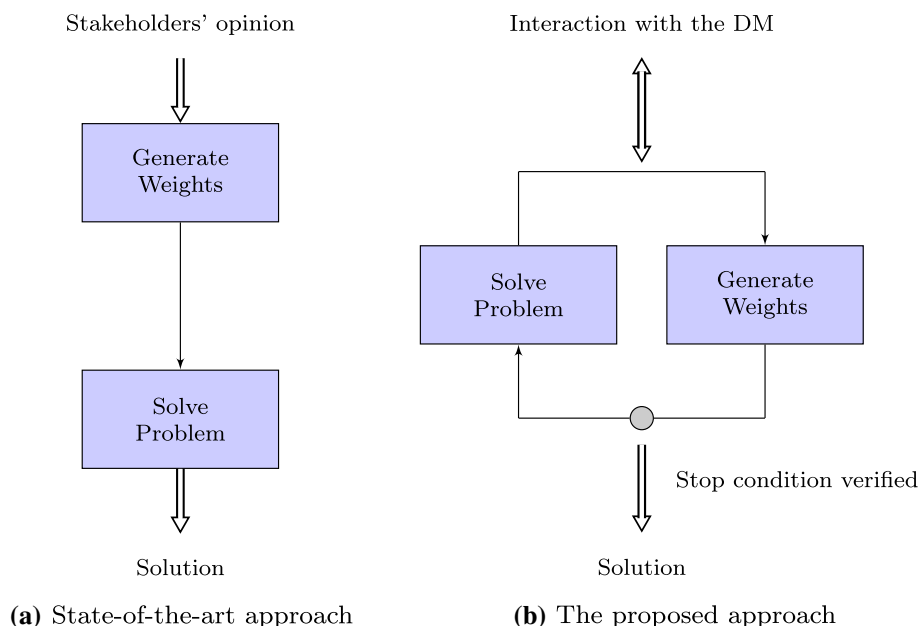 Stakeholders' opinion
Generate
Weights
Solve
Problem
Solution
(a) State-of-the-art approach
Interaction with the DM
Solve
Problem
Generate
Weights
Stop condition verified
Solution
(b) The proposed approach